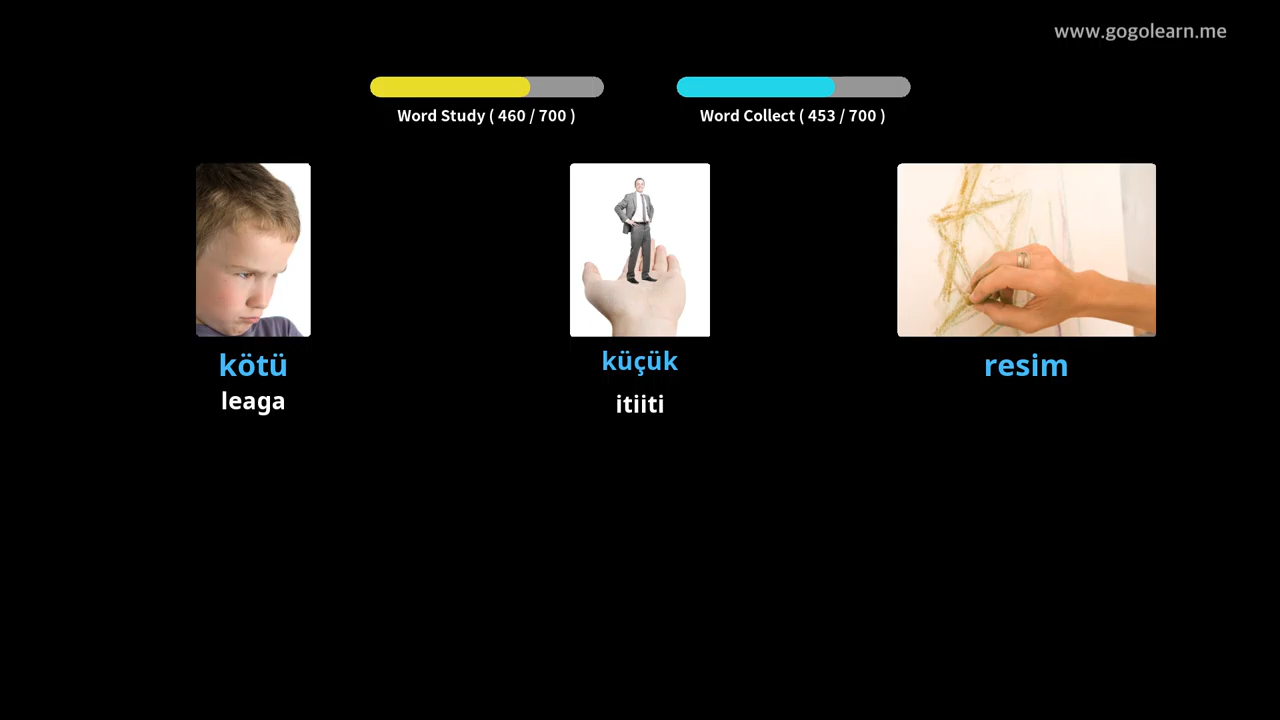 www.gogolearn.me
Word Study ( 460 / 700 )
Word Collect ( 453 / 700 )
kötü
leaga
küçük
itiiti
resim